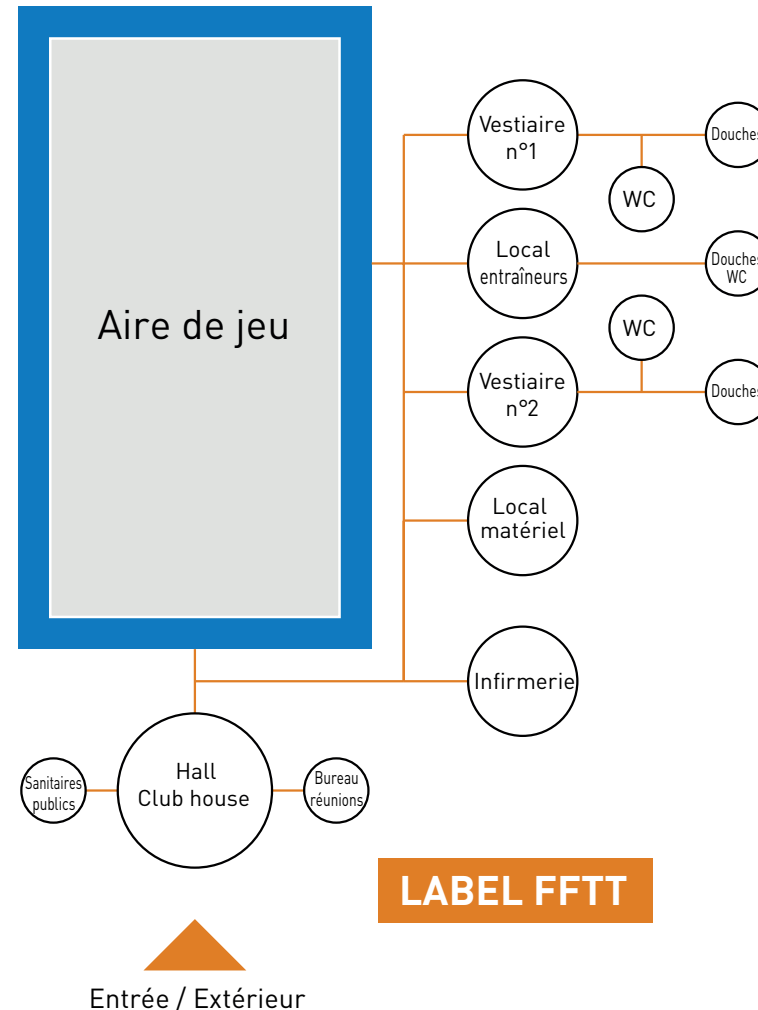 Aire de jeu
Vestiaire
n°1
WC
Douches
Local
entraîneurs
Douches
WC
WC
Vestiaire
n°2
Douches
Local
matériel
Infirmerie
Sanitaires
publics
Hall
Club house
Bureau
réunions
LABEL FFTT
Entrée / Extérieur